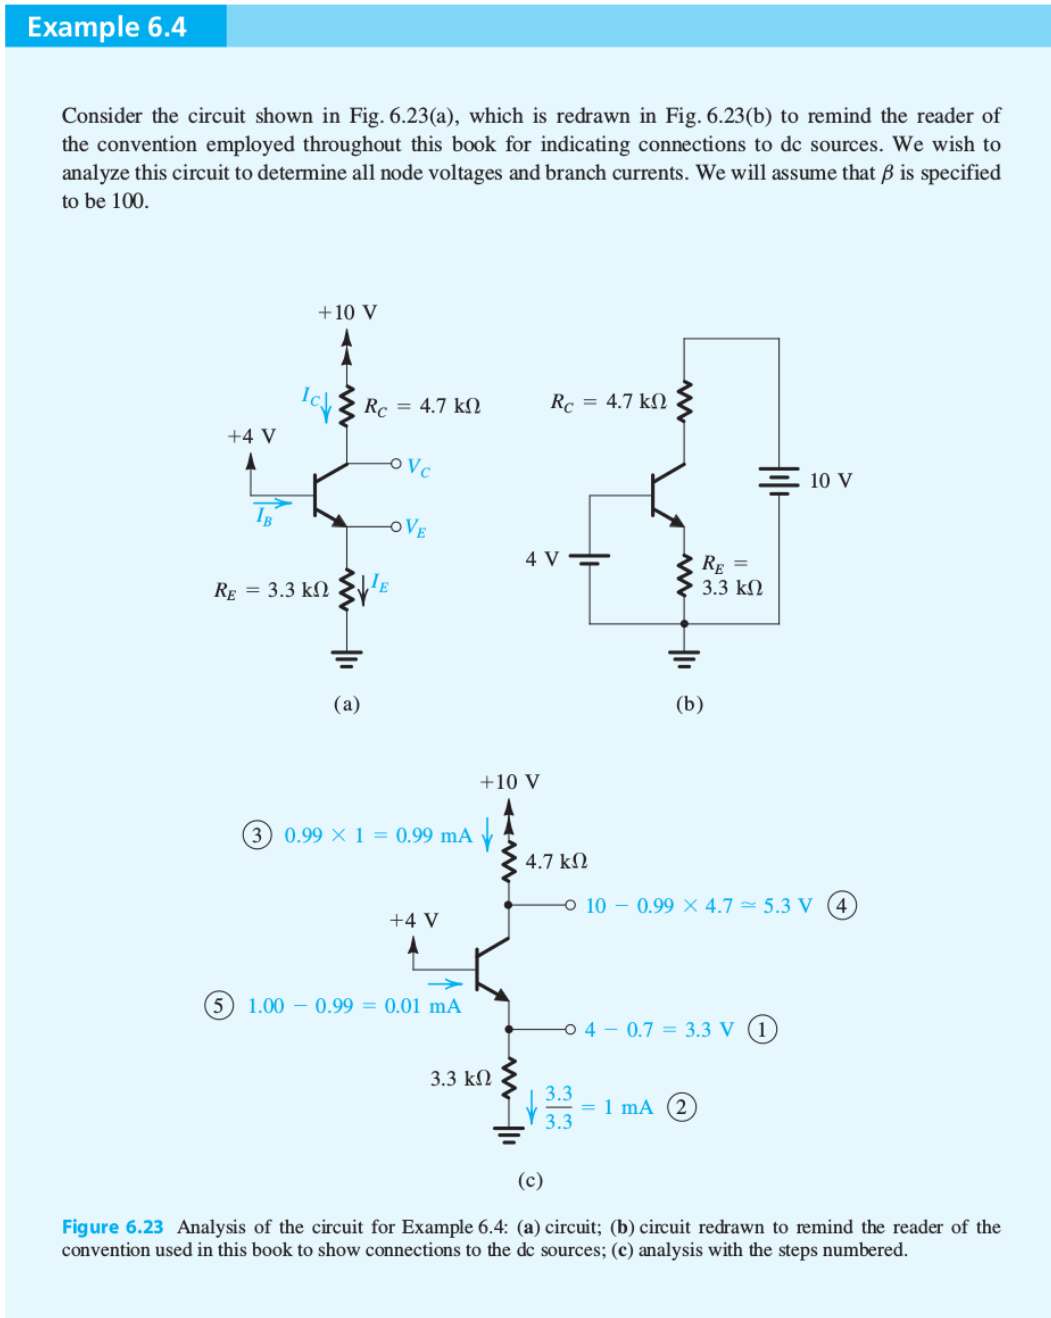 Example 6.4
Consider the circuit shown in Fig. 6.23(a), which is redrawn in Fig. 6.23(b) to remind the reader of
the convention employed throughout this book for indicating connections to dc sources. We wish to
analyze this circuit to determine all node voltages and branch currents. We will assume that β is specified
to be 100.
+10 V
I_C
R_C = 4.7 kΩ
+4 V
V_C
I_B
V_E
R_E = 3.3 kΩ
I_E
(a)
R_C = 4.7 kΩ
10 V
4 V
R_E =
3.3 kΩ
(b)
+10 V
③ 0.99 × 1 = 0.99 mA
4.7 kΩ
10 − 0.99 × 4.7 ≃ 5.3 V ④
+4 V
⑤ 1.00 − 0.99 = 0.01 mA
4 − 0.7 = 3.3 V ①
3.3 kΩ
3.3
3.3
= 1 mA ②
(c)
Figure 6.23 Analysis of the circuit for Example 6.4: (a) circuit; (b) circuit redrawn to remind the reader of the
convention used in this book to show connections to the dc sources; (c) analysis with the steps numbered.